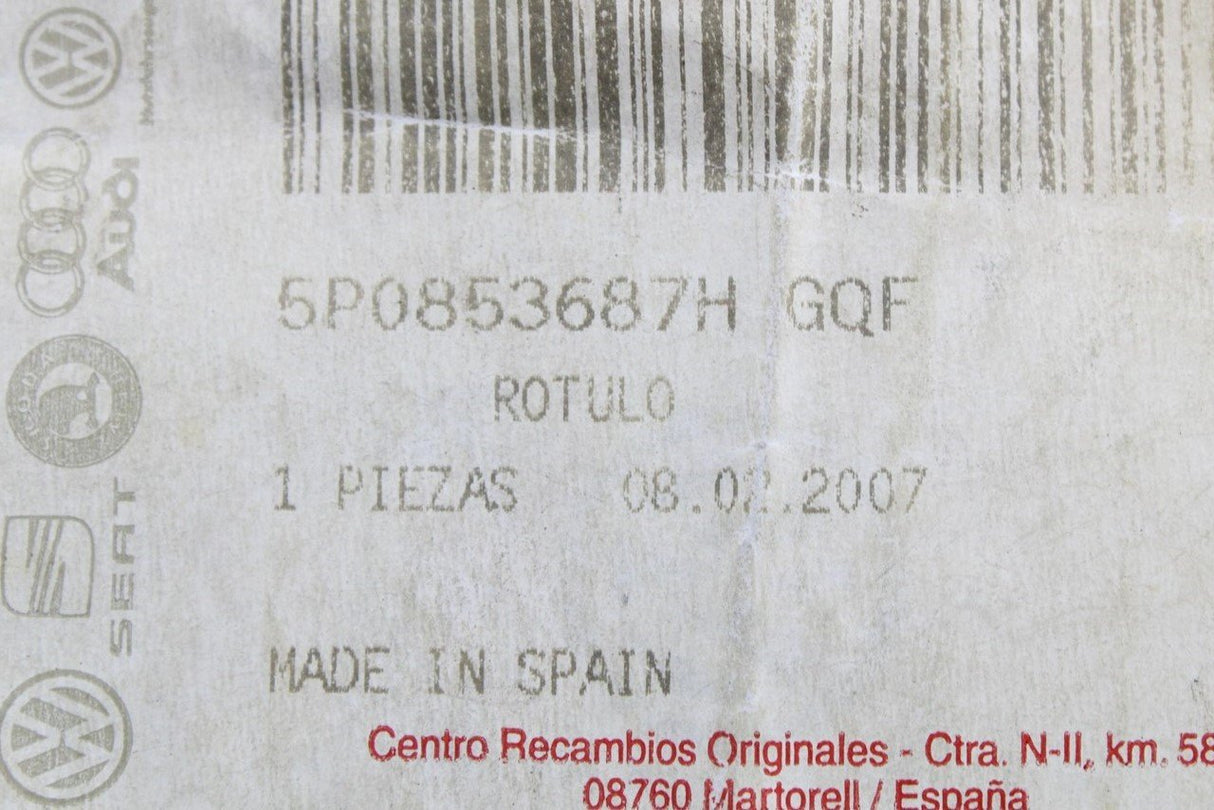 5P0853687H GQF
ROTULO
1 PIEZAS 08.02.2007
MADE IN SPAIN
Centro Recambios Originales - Ctra. N-II, km. 58
08760 Martorell / España
Audi
SEAT